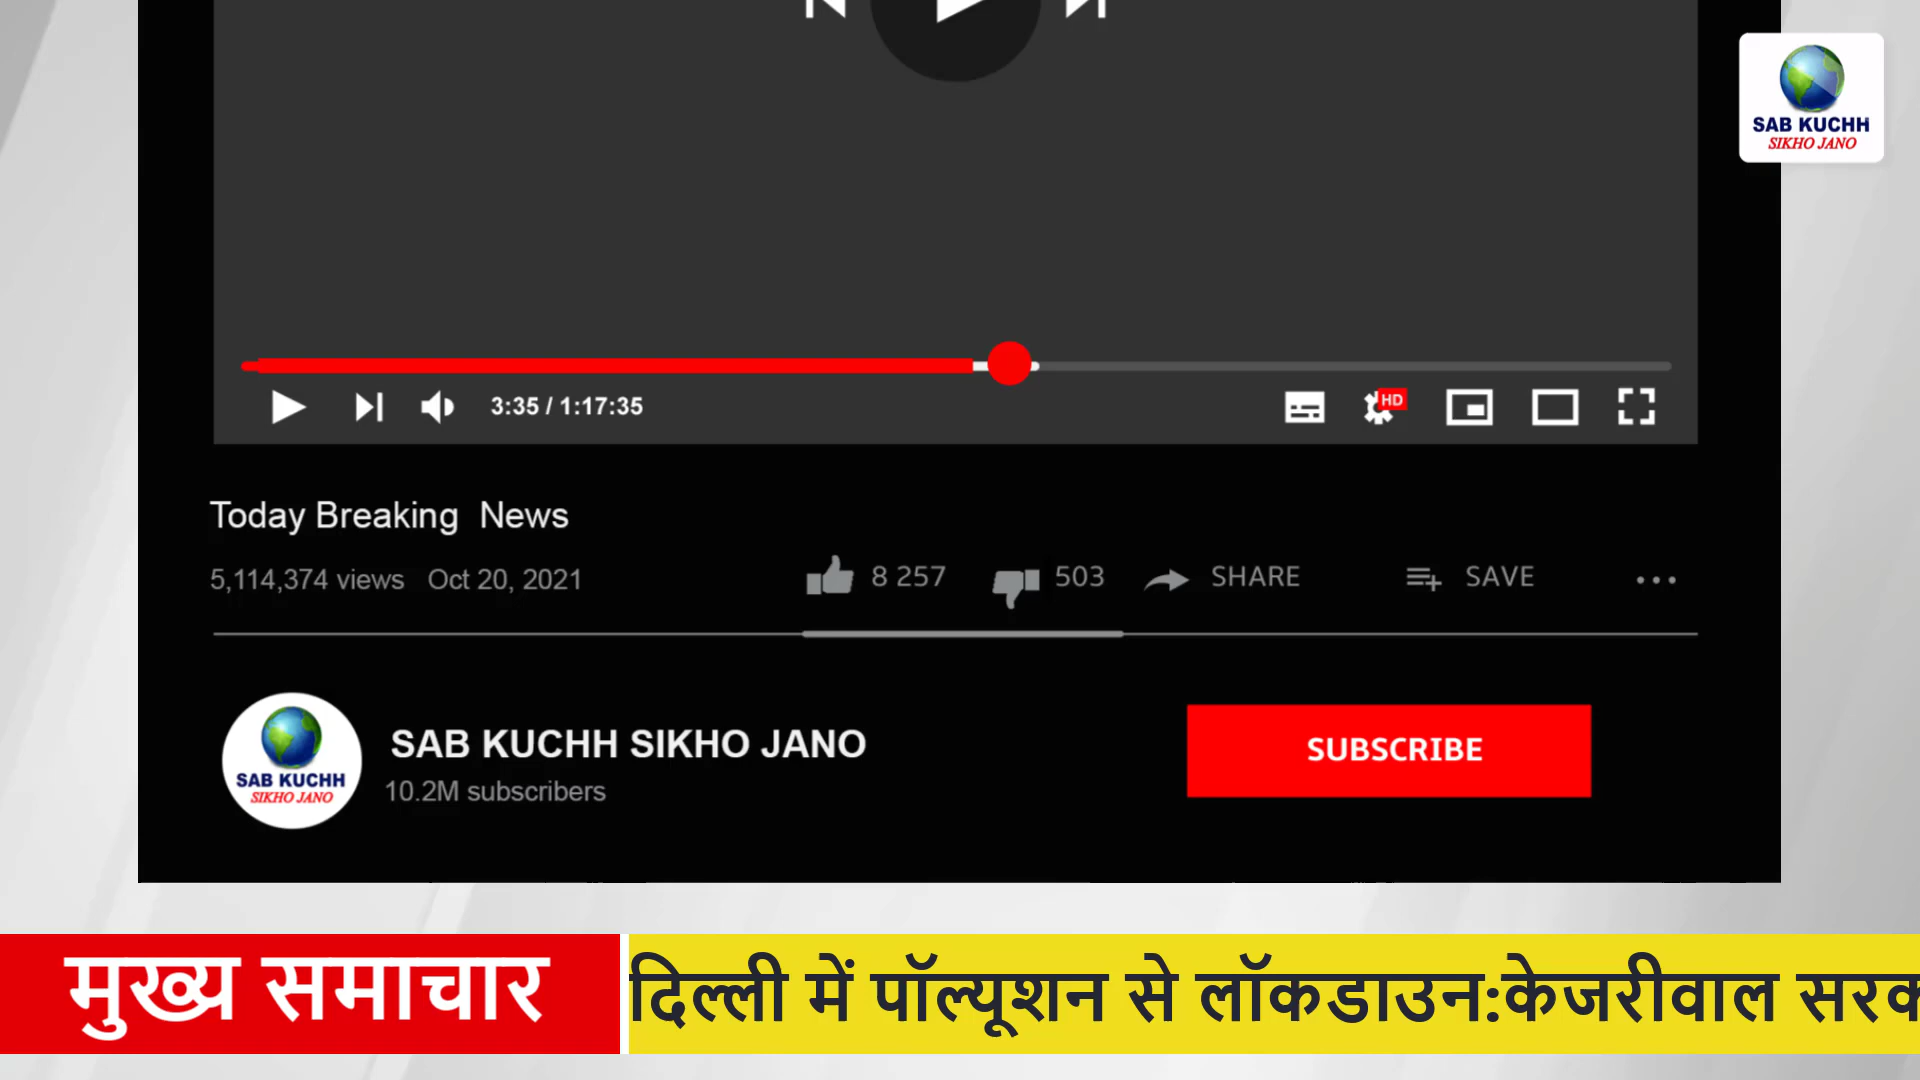 SAB KUCHH
SIKHO JANO
3:35 / 1:17:35
HD
Today Breaking News
5,114,374 views Oct 20, 2021
8 257
503
SHARE
SAVE
SAB KUCHH
SIKHO JANO
SAB KUCHH SIKHO JANO
10.2M subscribers
SUBSCRIBE
मुख्य समाचार
दिल्ली में पॉल्यूशन से लॉकडाउन:केजरीवाल